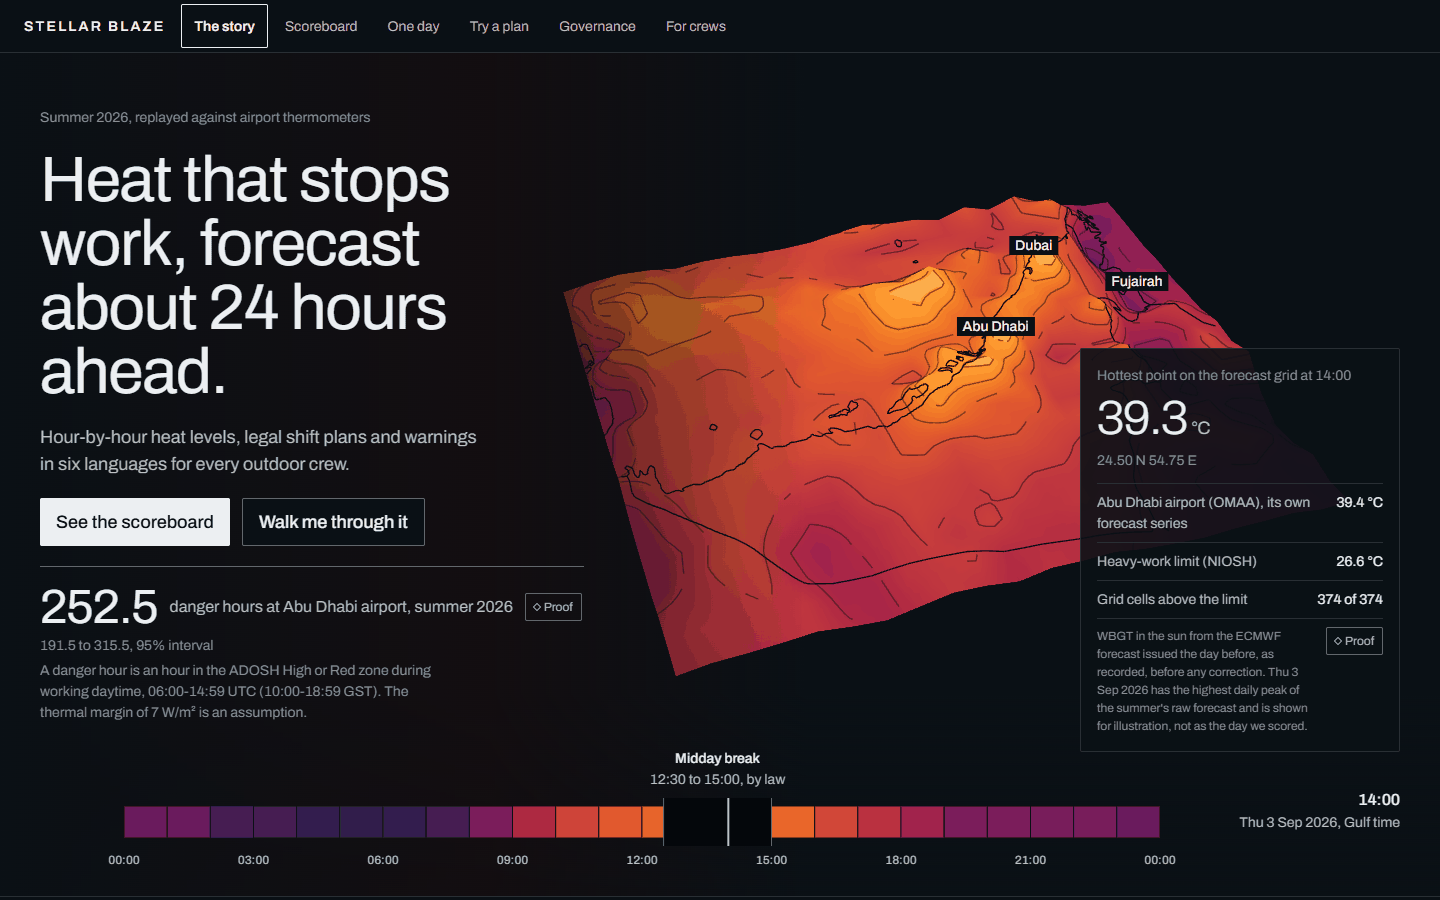 STELLAR BLAZE
The story
Scoreboard
One day
Try a plan
Governance
For crews
Summer 2026, replayed against airport thermometers
Heat that stops
work, forecast
about 24 hours
ahead.
Hour-by-hour heat levels, legal shift plans and warnings
in six languages for every outdoor crew.
See the scoreboard
Walk me through it
252.5 danger hours at Abu Dhabi airport, summer 2026 ◇ Proof
191.5 to 315.5, 95% interval
A danger hour is an hour in the ADOSH High or Red zone during
working daytime, 06:00-14:59 UTC (10:00-18:59 GST). The
thermal margin of 7 W/m² is an assumption.
Dubai
Fujairah
Abu Dhabi
Hottest point on the forecast grid at 14:00
39.3 °C
24.50 N 54.75 E
Abu Dhabi airport (OMAA), its own 39.4 °C
forecast series
Heavy-work limit (NIOSH) 26.6 °C
Grid cells above the limit 374 of 374
WBGT in the sun from the ECMWF ◇ Proof
forecast issued the day before, as
recorded, before any correction. Thu 3
Sep 2026 has the highest daily peak of
the summer's raw forecast and is shown
for illustration, not as the day we scored.
Midday break
12:30 to 15:00, by law
14:00
Thu 3 Sep 2026, Gulf time
00:00 03:00 06:00 09:00 12:00 15:00 18:00 21:00 00:00